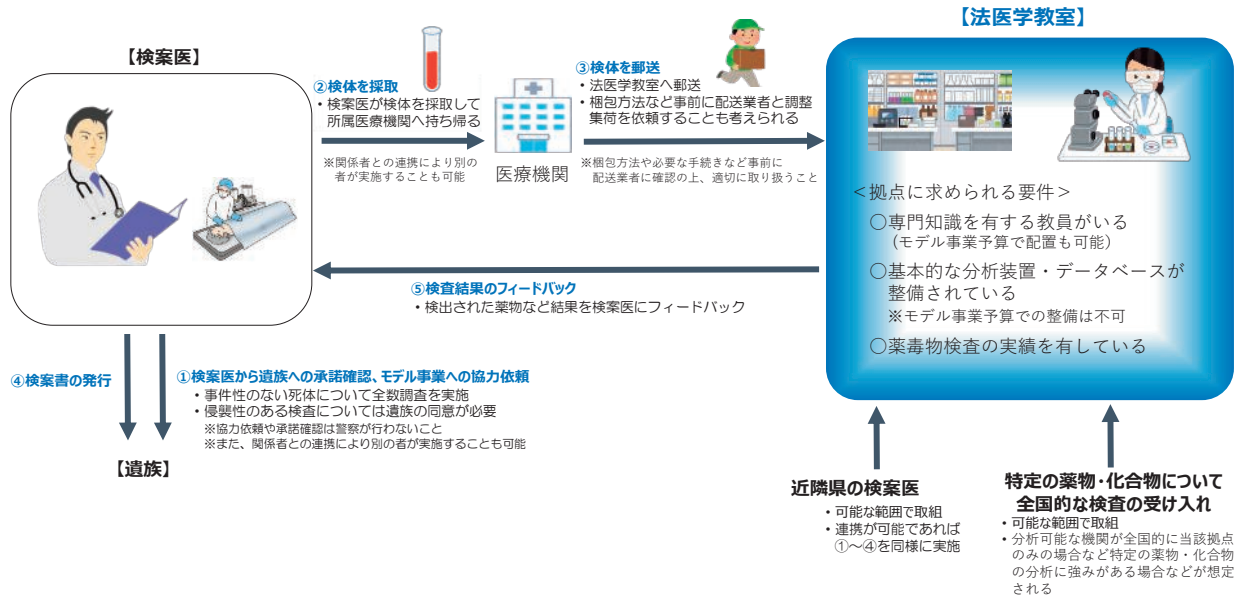 【法医学教室】
【検案医】
②検体を採取
・検案医が検体を採取して
所属医療機関へ持ち帰る
※関係者との連携により別の
者が実施することも可能
医療機関
③検体を郵送
・法医学教室へ郵送
・梱包方法など事前に配送業者と調整
集荷を依頼することも考えられる
※梱包方法や必要な手続きなど事前に
配送業者に確認の上、適切に取り扱うこと
＜拠点に求められる要件＞
○専門知識を有する教員がいる
（モデル事業予算で配置も可能）
○基本的な分析装置・データベースが
整備されている
※モデル事業予算での整備は不可
○薬毒物検査の実績を有している
⑤検査結果のフィードバック
・検出された薬物など結果を検案医にフィードバック
④検案書の発行
①検案医から遺族への承諾確認、モデル事業への協力依頼
・事件性のない死体について全数調査を実施
・侵襲性のある検査については遺族の同意が必要
※協力依頼や承諾確認は警察が行わないこと
※また、関係者との連携により別の者が実施することも可能
【遺族】
近隣県の検案医
・可能な範囲で取組
・連携が可能であれば
①～④を同様に実施
特定の薬物・化合物について
全国的な検査の受け入れ
・可能な範囲で取組
・分析可能な機関が全国的に当該拠点
のみの場合など特定の薬物・化合物
の分析に強みがある場合などが想定
される